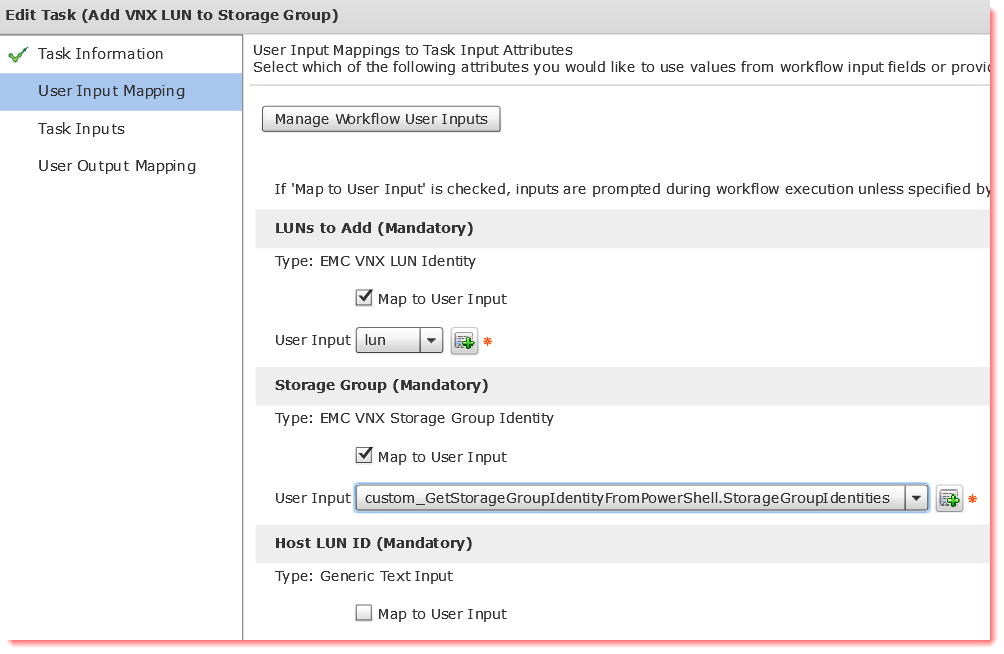 Edit Task (Add VNX LUN to Storage Group)
Task Information
User Input Mapping
Task Inputs
User Output Mapping
User Input Mappings to Task Input Attributes
Select which of the following attributes you would like to use values from workflow input fields or
Manage Workflow User Inputs
If 'Map to User Input' is checked, inputs are prompted during workflow execution unless specified by
LUNs to Add (Mandatory)
Type: EMC VNX LUN Identity
Map to User Input
User Input lun *
Storage Group (Mandatory)
Type: EMC VNX Storage Group Identity
Map to User Input
User Input custom_GetStorageGroupIdentityFromPowerShell.StorageGroupIdentities *
Host LUN ID (Mandatory)
Type: Generic Text Input
Map to User Input